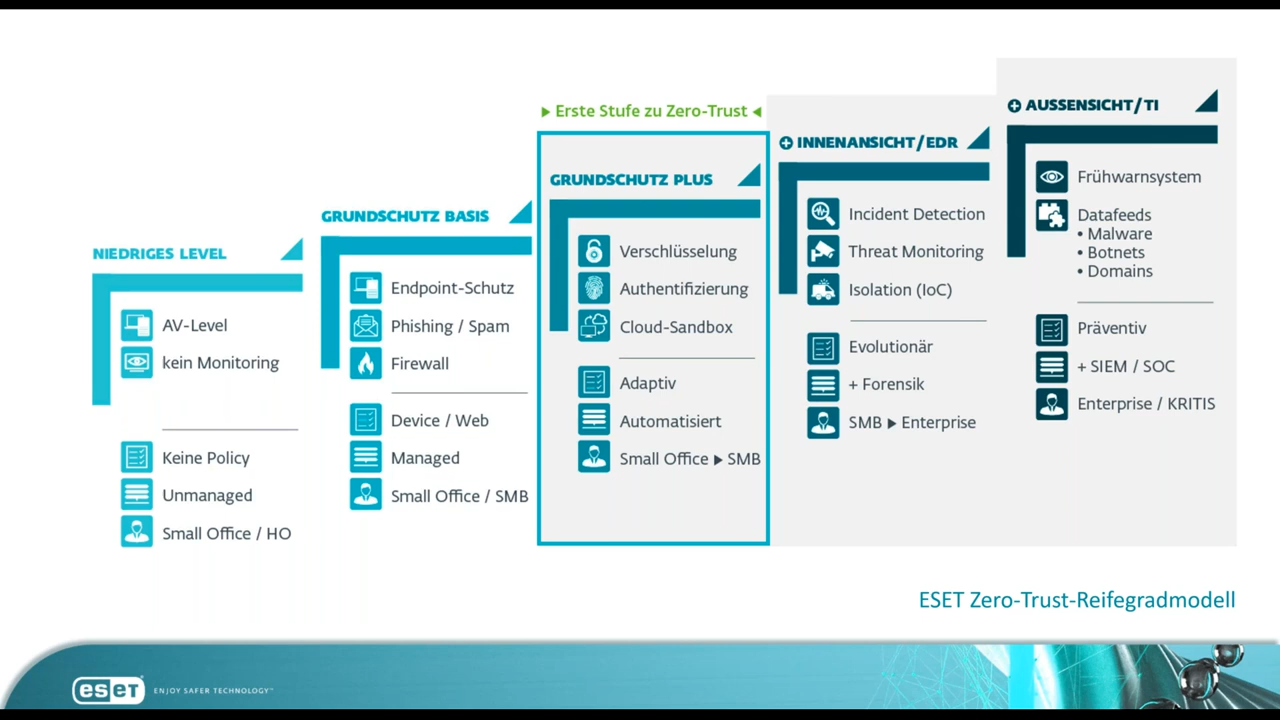 ▶ Erste Stufe zu Zero-Trust ◀
NIEDRIGES LEVEL
AV-Level
kein Monitoring
Keine Policy
Unmanaged
Small Office / HO
GRUNDSCHUTZ BASIS
Endpoint-Schutz
Phishing / Spam
Firewall
Device / Web
Managed
Small Office / SMB
GRUNDSCHUTZ PLUS
Verschlüsselung
Authentifizierung
Cloud-Sandbox
Adaptiv
Automatisiert
Small Office ▶ SMB
INNENANSICHT/EDR
Incident Detection
Threat Monitoring
Isolation (IoC)
Evolutionär
+ Forensik
SMB ▶ Enterprise
AUSSENSICHT/TI
Frühwarnsystem
Datafeeds
• Malware
• Botnets
• Domains
Präventiv
+ SIEM / SOC
Enterprise / KRITIS
ESET Zero-Trust-Reifegradmodell
eseT ENJOY SAFER TECHNOLOGY™